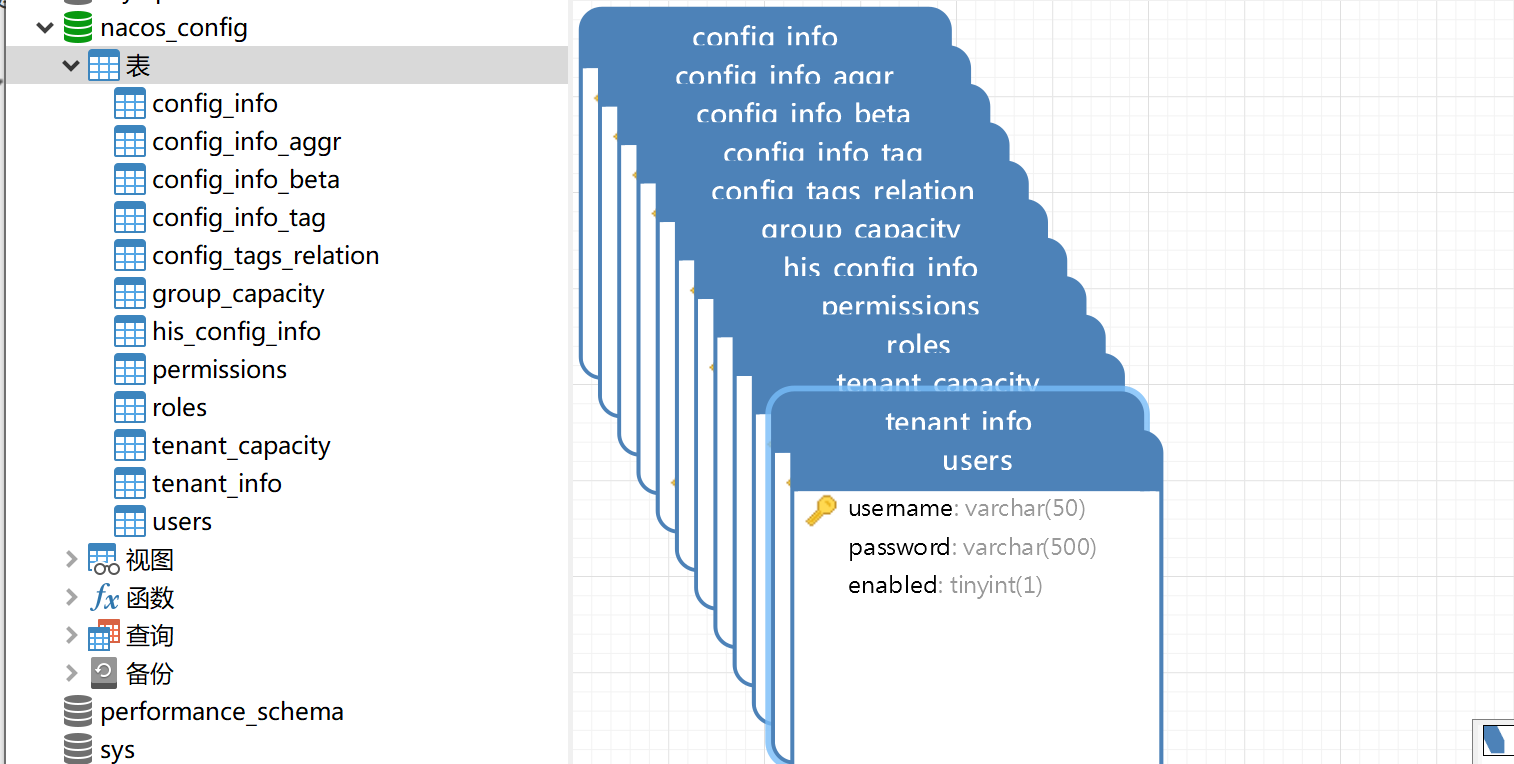 nacos_config
表
config_info
config_info_aggr
config_info_beta
config_info_tag
config_tags_relation
group_capacity
his_config_info
permissions
roles
tenant_capacity
tenant_info
users
视图
fx 函数
查询
备份
performance_schema
sys
config_info
config_info_aggr
config_info_beta
config_info_tag
config_tags_relation
group_capacity
his_config_info
permissions
roles
tenant_capacity
tenant_info
users
username: varchar(50)
password: varchar(500)
enabled: tinyint(1)